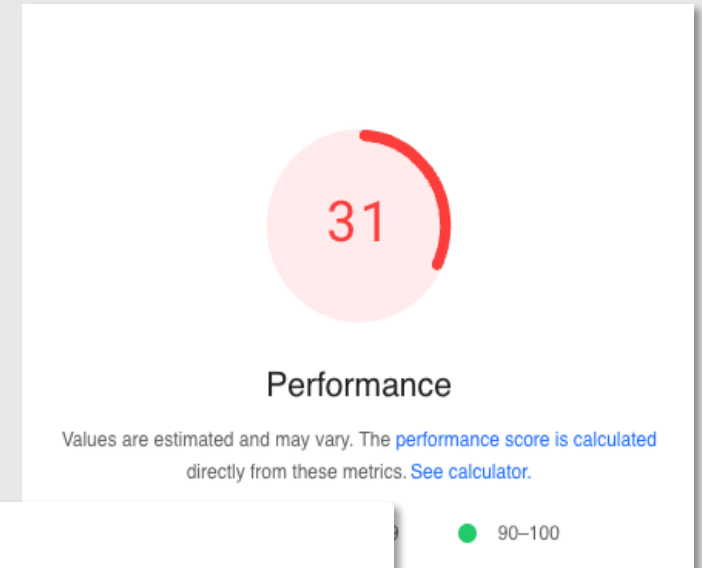 31
Performance
Values are estimated and may vary. The performance score is calculated
directly from these metrics. See calculator.
90–100